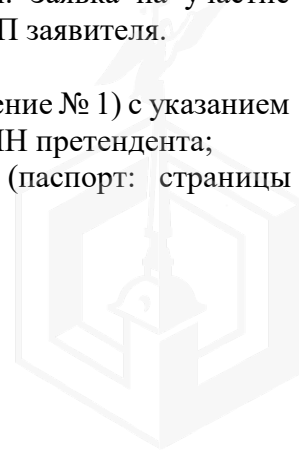 Заявка на участие
П заявителя.
ение № 1) с указанием
Н претендента;
(паспорт: страницы